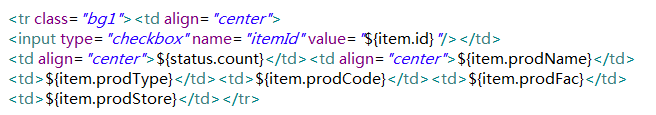 <tr class="bg1"><td align="center">
<input type="checkbox" name="itemId" value="${item.id}"/></td>
<td align="center">${status.count}</td><td align="center">${item.prodName}</td>
<td>${item.prodType}</td><td>${item.prodCode}</td><td>${item.prodFac}</td>
<td>${item.prodStore}</td></tr>